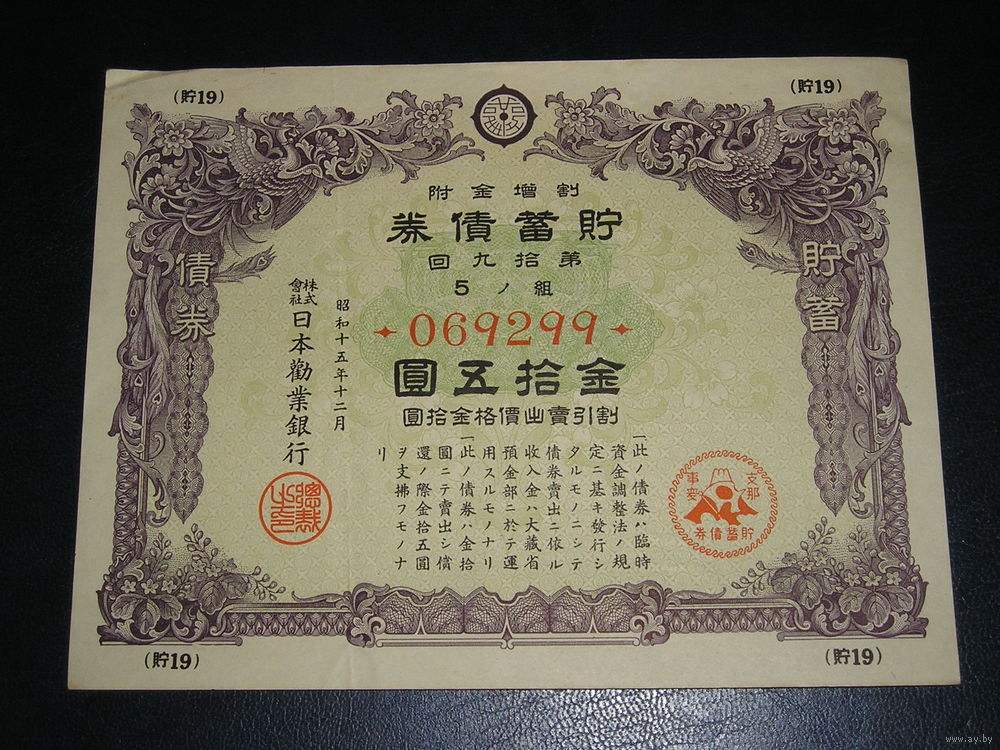 (貯19)
(貯19)
割增金附
貯蓄債券
第拾九回
5ノ組
069299
金拾五圓
割引賣出價格金拾圓
貯蓄
債券
一此ノ債券ハ臨時
資金調整法ノ規
定ニ基キ發行シ
タルモノニシテ
債券賣出ニ依ル
收入金ハ大藏省
預金部ニ於テ運
用スルモノナリ
一此ノ債券ハ金拾
圓ニテ賣出シ償
還ノ際金拾五圓
ヲ支拂フモノナ
リ
昭和十五年十二月
株式會社日本勸業銀行
總裁之印
支那
事變
貯蓄債券
(貯19)
(貯19)
www.ay.by